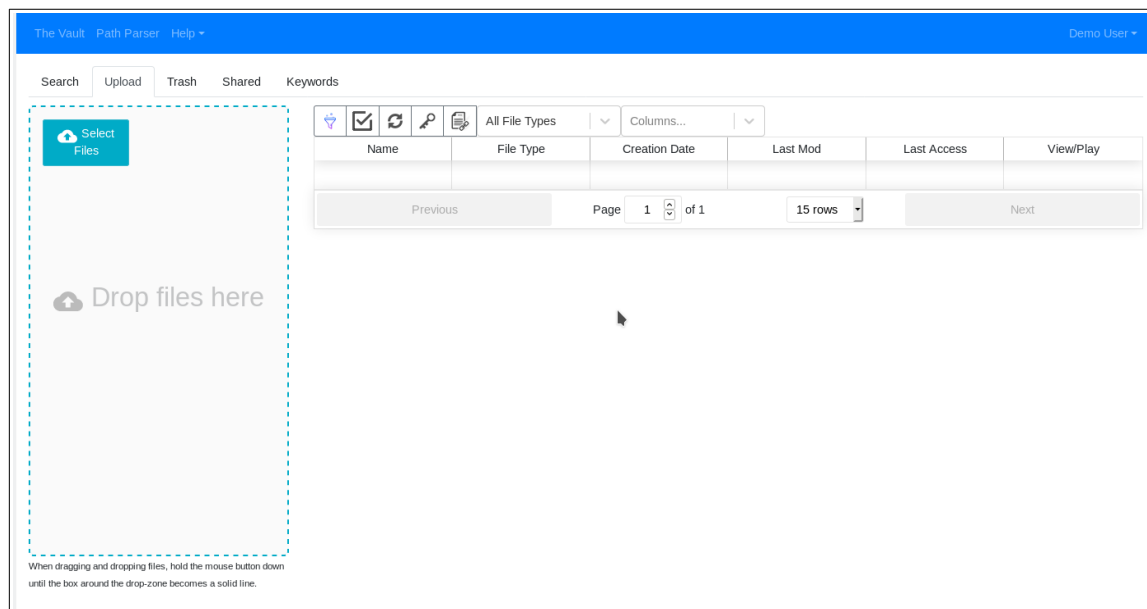 The Vault Path Parser Help Demo User
Search Upload Trash Shared Keywords
Select
Files
Drop files here
When dragging and dropping files, hold the mouse button down
until the box around the drop-zone becomes a solid line.
All File Types Columns...
Name File Type Creation Date Last Mod Last Access View/Play
Previous Page 1 of 1 15 rows Next